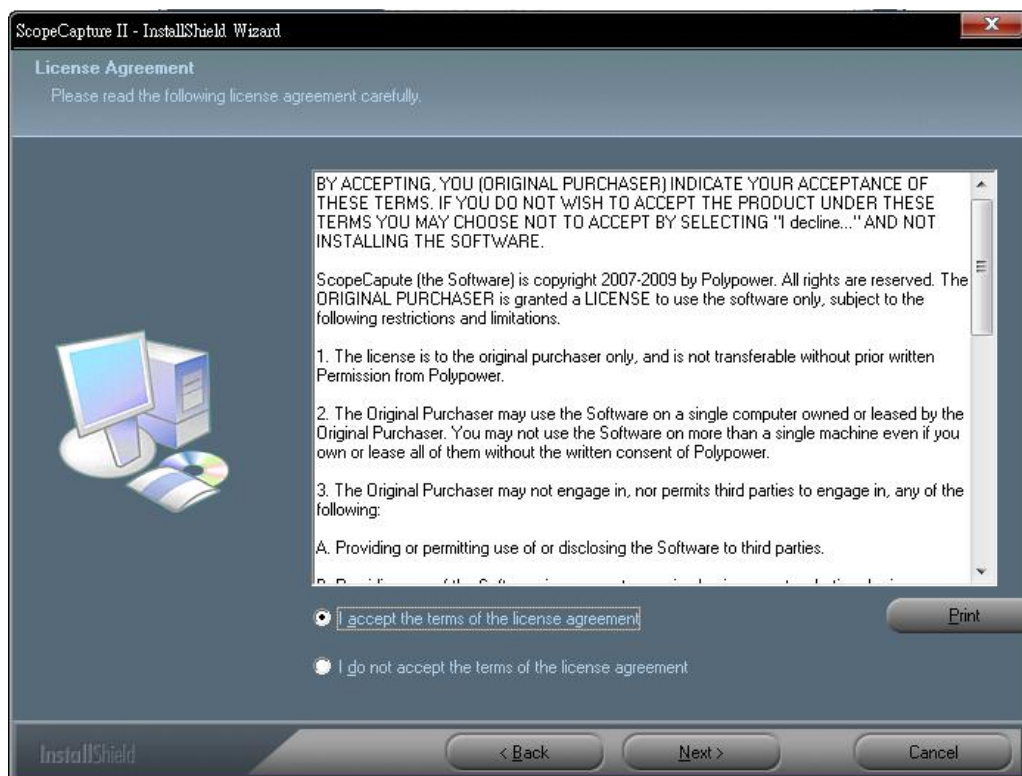 ScopeCapture II - InstallShield Wizard
License Agreement
Please read the following license agreement carefully.
BY ACCEPTING, YOU (ORIGINAL PURCHASER) INDICATE YOUR ACCEPTANCE OF
THESE TERMS. IF YOU DO NOT WISH TO ACCEPT THE PRODUCT UNDER THESE
TERMS YOU MAY CHOOSE NOT TO ACCEPT BY SELECTING "I decline..." AND NOT
INSTALLING THE SOFTWARE.
ScopeCapute (the Software) is copyright 2007-2009 by Polypower. All rights are reserved. The
ORIGINAL PURCHASER is granted a LICENSE to use the software only, subject to the
following restrictions and limitations.
1. The license is to the original purchaser only, and is not transferable without prior written
Permission from Polypower.
2. The Original Purchaser may use the Software on a single computer owned or leased by the
Original Purchaser. You may not use the Software on more than a single machine even if you
own or lease all of them without the written consent of Polypower.
3. The Original Purchaser may not engage in, nor permits third parties to engage in, any of the
following:
A. Providing or permitting use of or disclosing the Software to third parties.
I accept the terms of the license agreement
Print
I do not accept the terms of the license agreement
InstallShield
< Back
Next >
Cancel